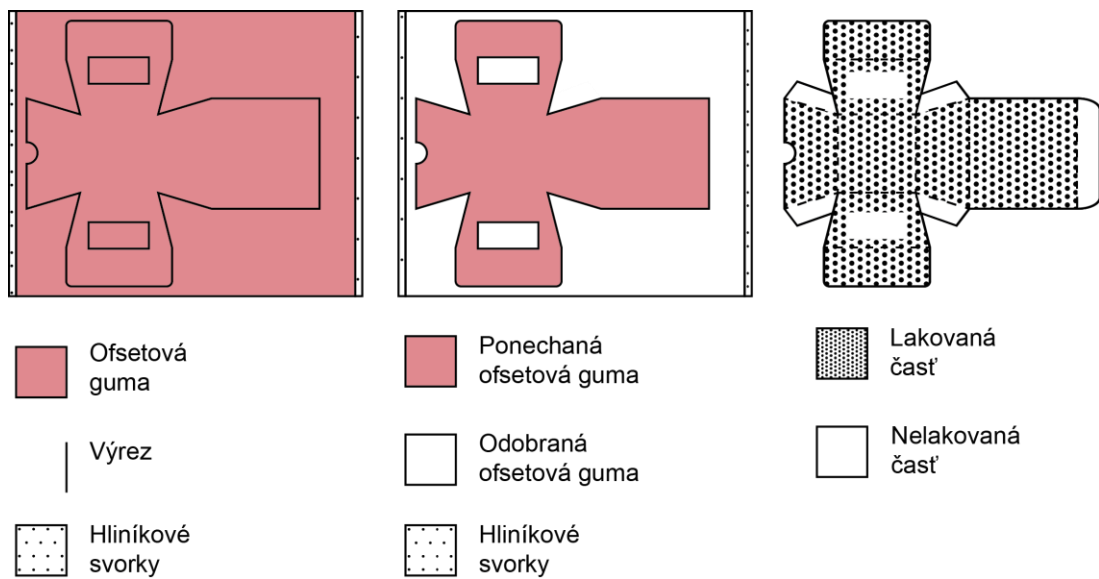 Ofsetová
guma
Výrez
Hliníkové
svorky
Ponechaná
ofsetová guma
Odobraná
ofsetová guma
Hliníkové
svorky
Lakovaná
časť
Nelakovaná
časť